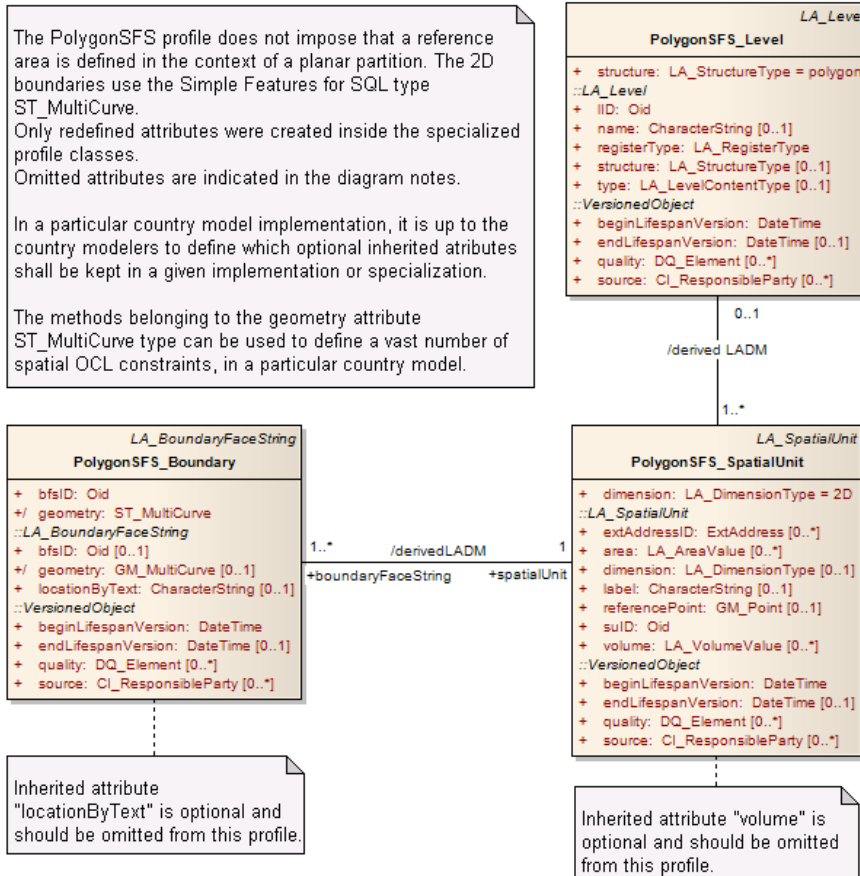 The PolygonSFS profile does not impose that a reference
area is defined in the context of a planar partition. The 2D
boundaries use the Simple Features for SQL type
ST_MultiCurve.
Only redefined attributes were created inside the specialized
profile classes.
Omitted attributes are indicated in the diagram notes.
In a particular country model implementation, it is up to the
country modelers to define which optional inherited atributes
shall be kept in a given implementation or specialization.
The methods belonging to the geometry attribute
ST_MultiCurve type can be used to define a vast number of
spatial OCL constraints, in a particular country model.
LA_Leve
PolygonSFS_Level
+ structure: LA_StructureType = polygon
::LA_Level
+ lID: Oid
+ name: CharacterString [0..1]
+ registerType: LA_RegisterType
+ structure: LA_StructureType [0..1]
+ type: LA_LevelContentType [0..1]
::VersionedObject
+ beginLifespanVersion: DateTime
+ endLifespanVersion: DateTime [0..1]
+ quality: DQ_Element [0..*]
+ source: CI_ResponsibleParty [0..*]
0..1
/derived LADM
1..*
LA_BoundaryFaceString
PolygonSFS_Boundary
+ bfsID: Oid
+/ geometry: ST_MultiCurve
::LA_BoundaryFaceString
+ bfsID: Oid [0..1]
+/ geometry: GM_MultiCurve [0..1]
+ locationByText: CharacterString [0..1]
::VersionedObject
+ beginLifespanVersion: DateTime
+ endLifespanVersion: DateTime [0..1]
+ quality: DQ_Element [0..*]
+ source: CI_ResponsibleParty [0..*]
1..* /derivedLADM 1
+boundaryFaceString +spatialUnit
LA_SpatialUnit
PolygonSFS_SpatialUnit
+ dimension: LA_DimensionType = 2D
::LA_SpatialUnit
+ extAddressID: ExtAddress [0..*]
+ area: LA_AreaValue [0..*]
+ dimension: LA_DimensionType [0..1]
+ label: CharacterString [0..1]
+ referencePoint: GM_Point [0..1]
+ suID: Oid
+ volume: LA_VolumeValue [0..*]
::VersionedObject
+ beginLifespanVersion: DateTime
+ endLifespanVersion: DateTime [0..1]
+ quality: DQ_Element [0..*]
+ source: CI_ResponsibleParty [0..*]
Inherited attribute
"locationByText" is optional and
should be omitted from this profile.
Inherited attribute "volume" is
optional and should be omitted
from this profile.